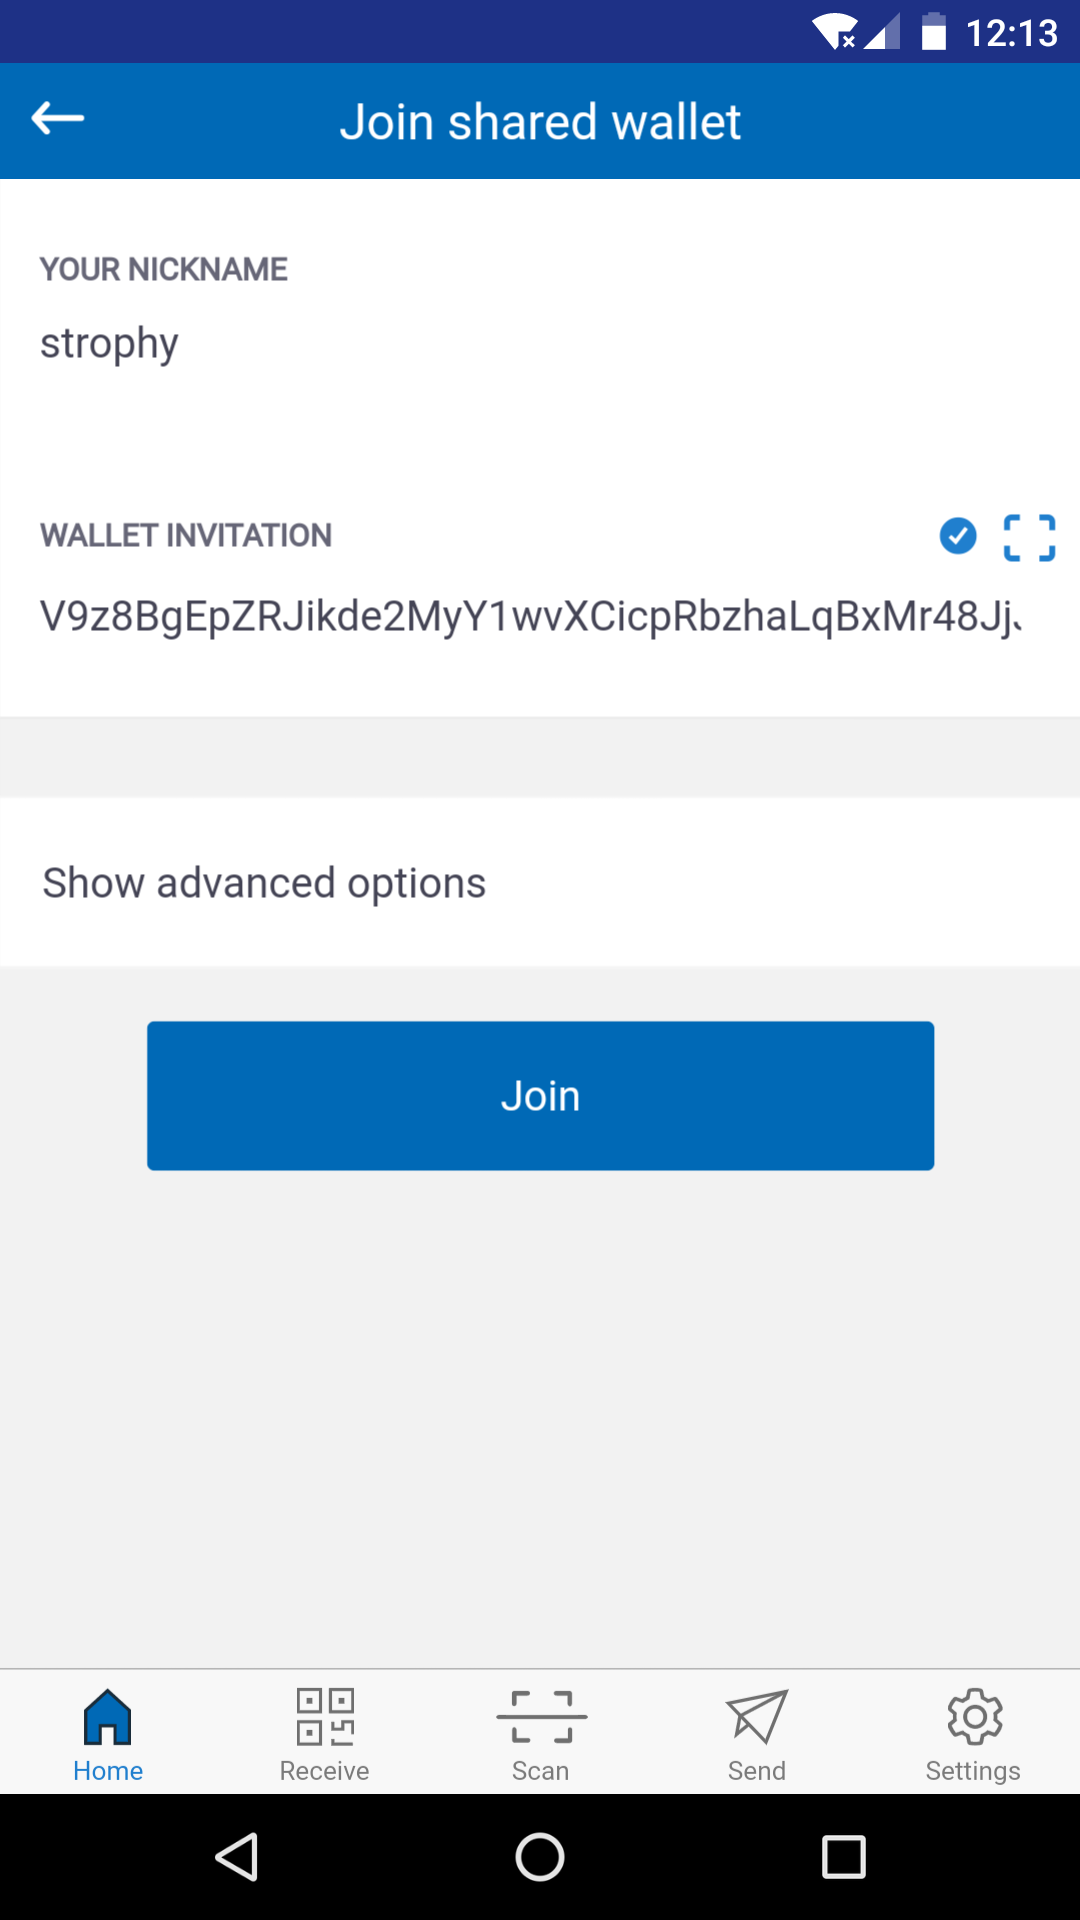 12:13
Join shared wallet
YOUR NICKNAME
strophy
WALLET INVITATION
V9z8BgEpZRJikde2MyY1wvXCicpRbzhaLqBxMr48Jj
Show advanced options
Join
Home Receive Scan Send Settings